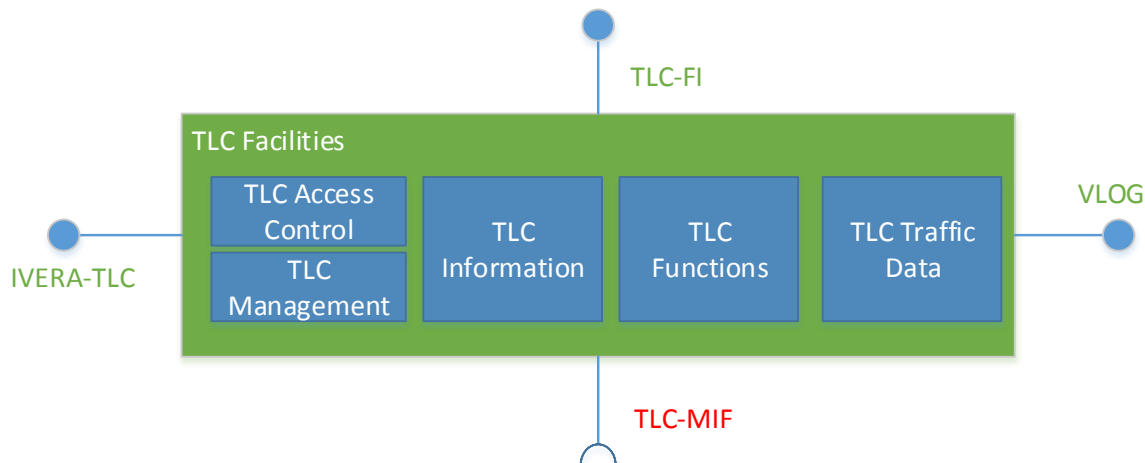 TLC-FI
TLC Facilities
TLC Access
Control
TLC
Management
TLC
Information
TLC
Functions
TLC Traffic
Data
VLOG
IVERA-TLC
TLC-MIF